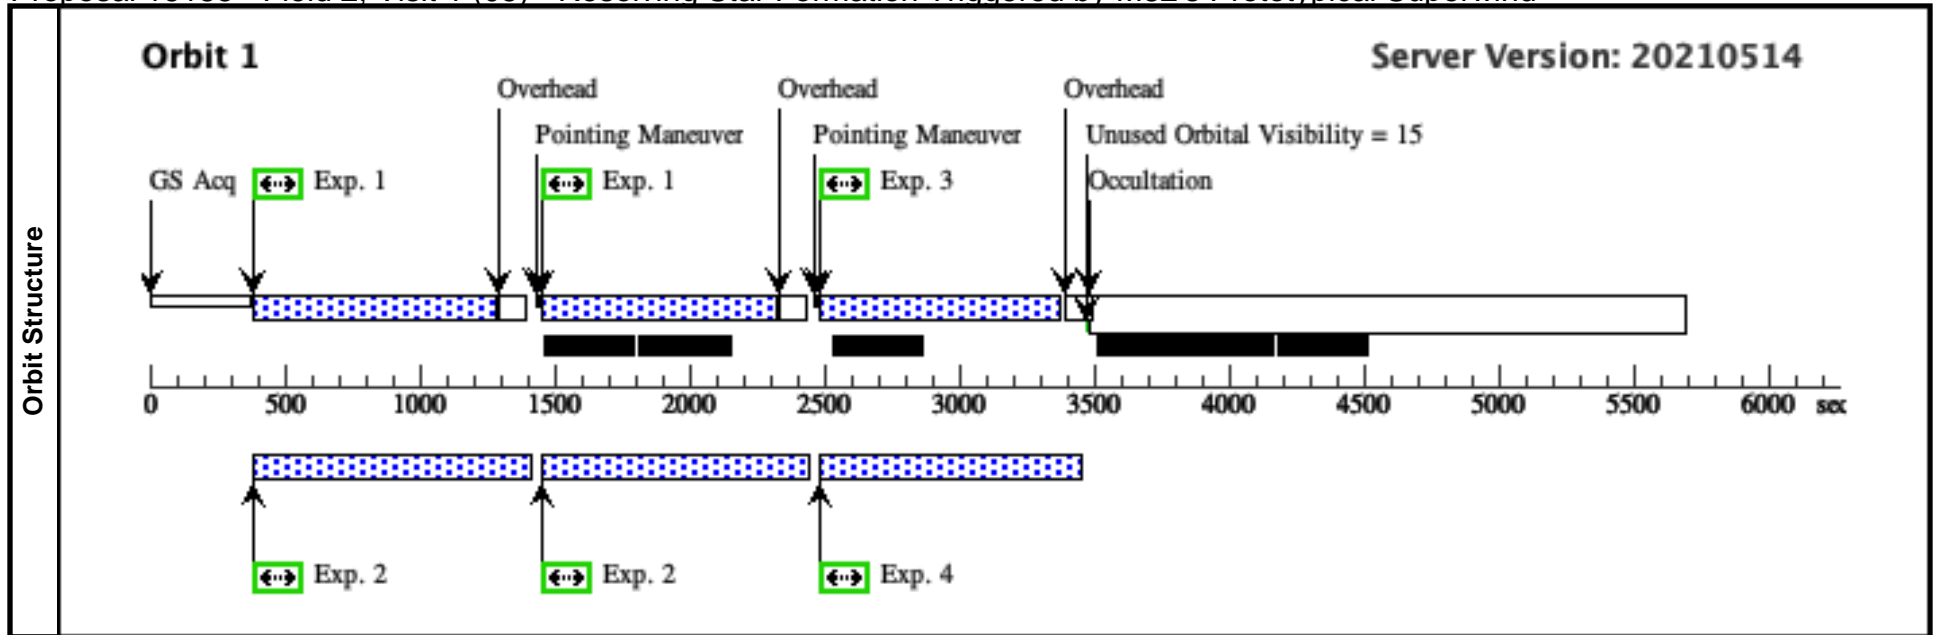 Orbit 1
Server Version: 20210514
Overhead Overhead Overhead
Pointing Maneuver Pointing Maneuver Unused Orbital Visibility = 15
GS Acq Exp. 1 Exp. 1 Exp. 3 Occultation
Orbit Structure
0 500 1000 1500 2000 2500 3000 3500 4000 4500 5000 5500 6000 sec
Exp. 2 Exp. 2 Exp. 4